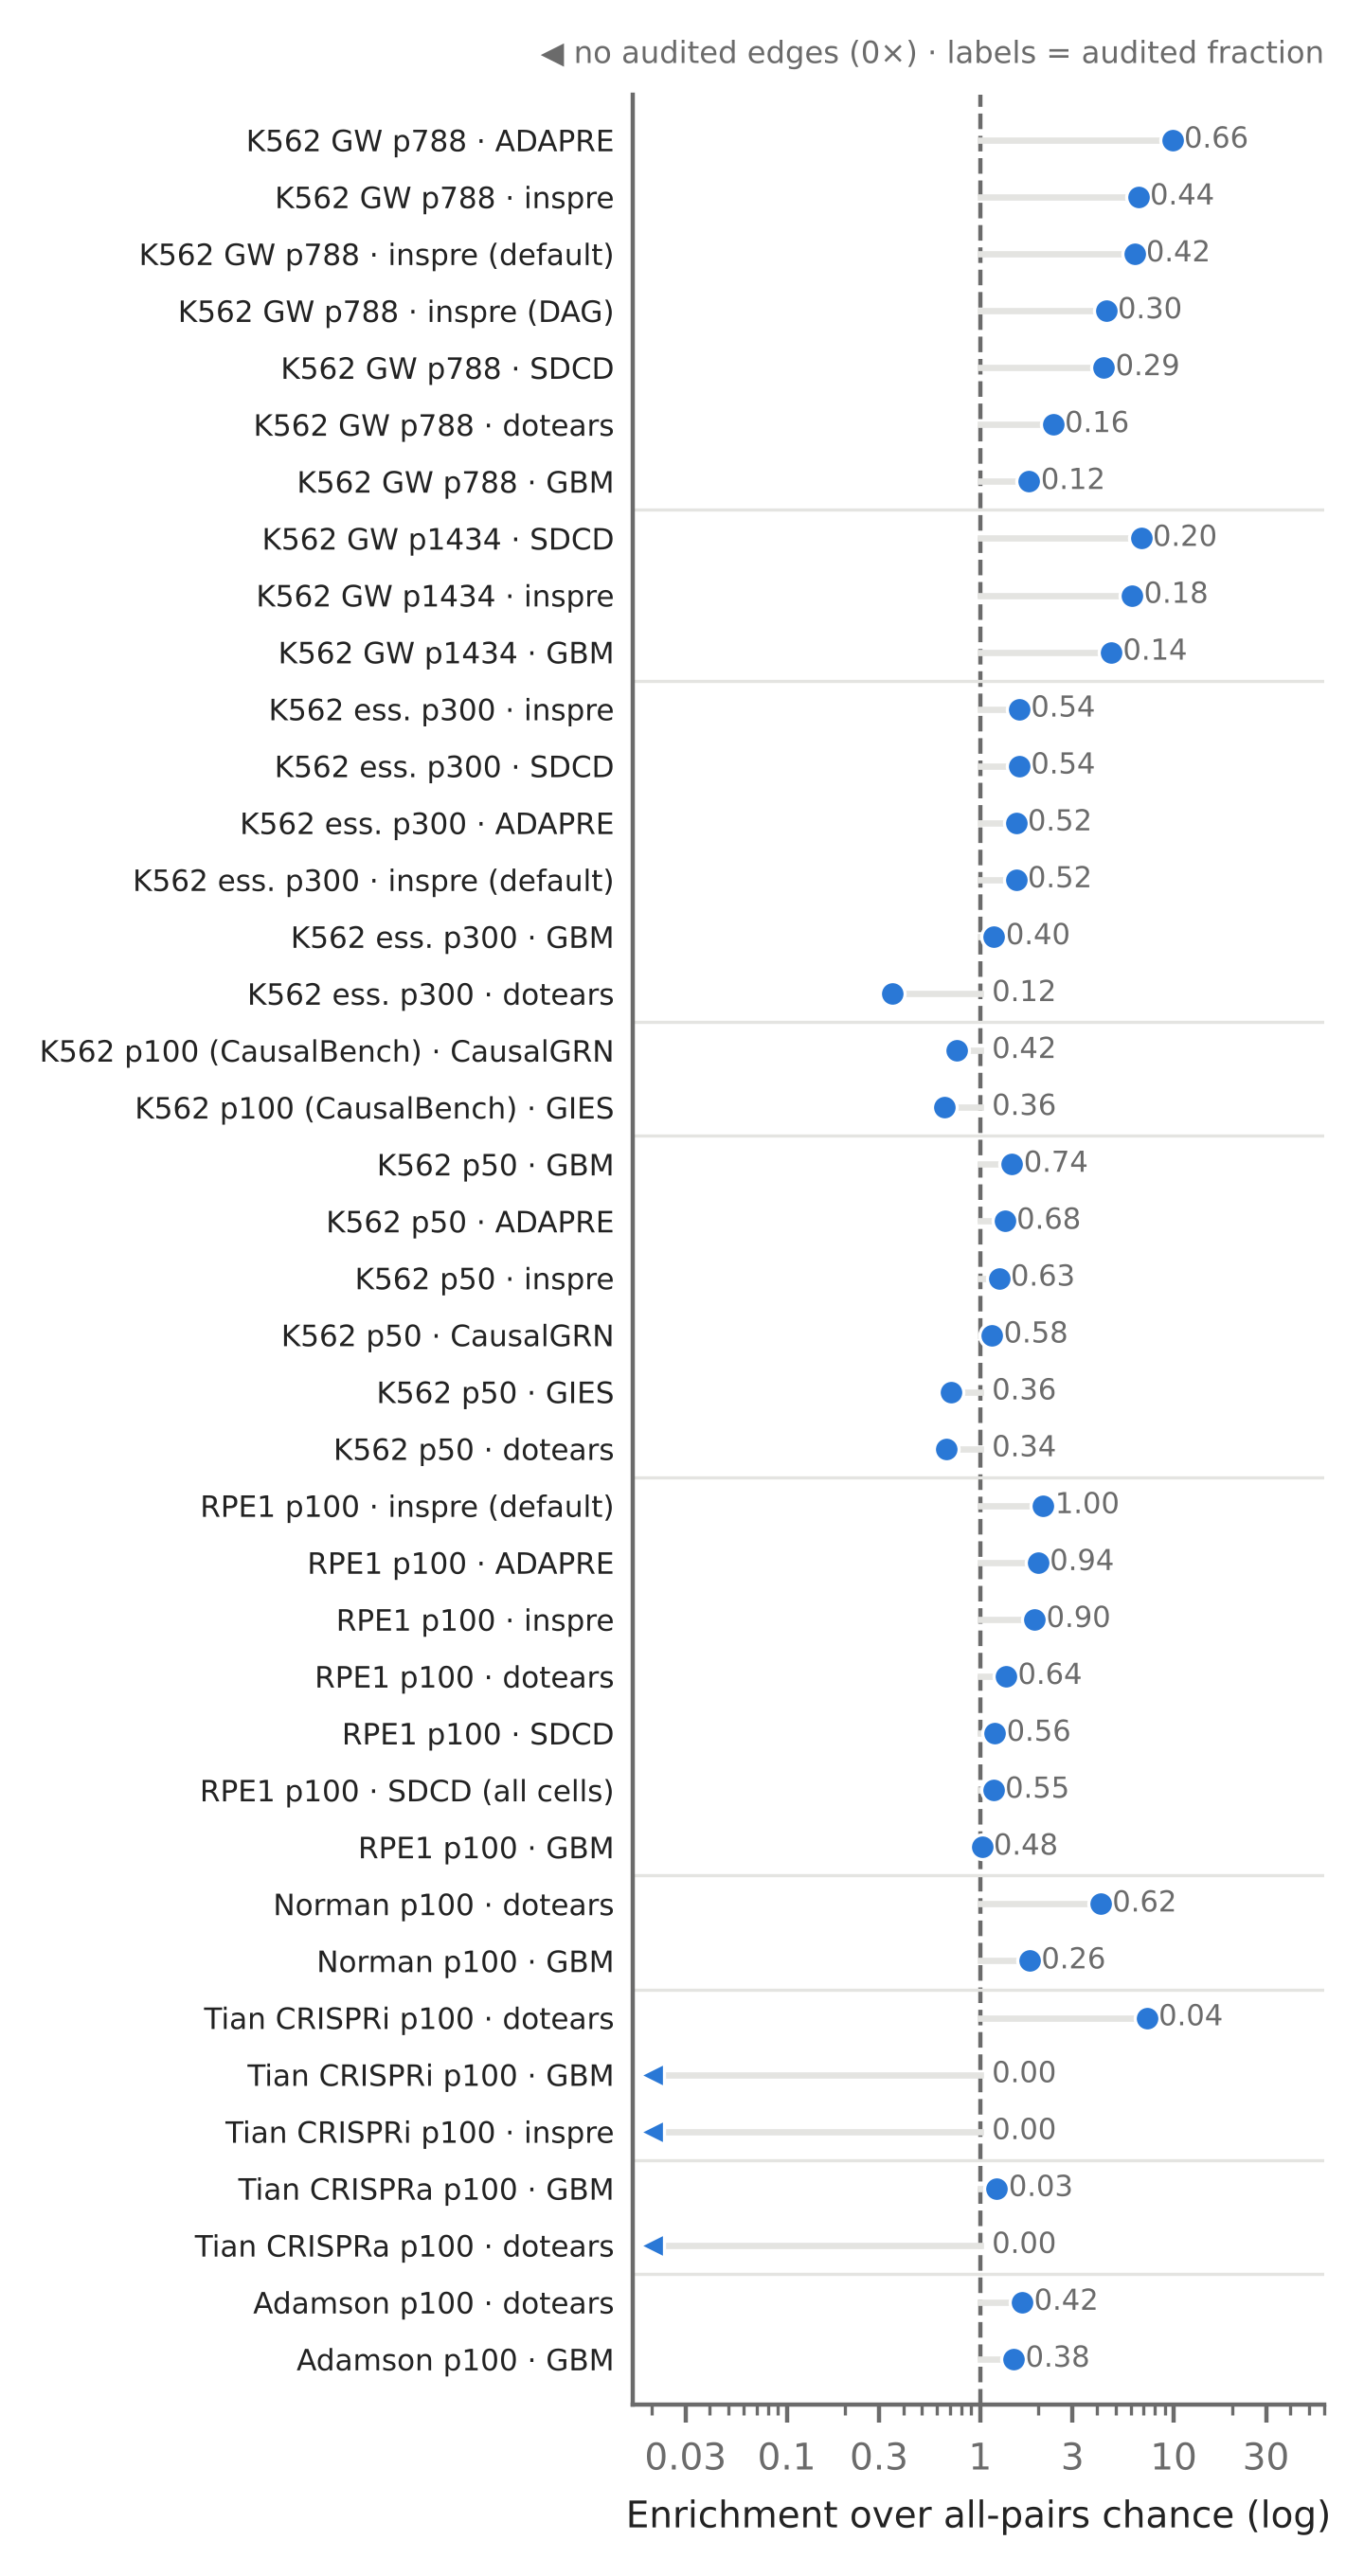 ◀ no audited edges (0×) · labels = audited fraction
K562 GW p788 · ADAPRE 0.66
K562 GW p788 · inspre 0.44
K562 GW p788 · inspre (default) 0.42
K562 GW p788 · inspre (DAG) 0.30
K562 GW p788 · SDCD 0.29
K562 GW p788 · dotears 0.16
K562 GW p788 · GBM 0.12
K562 GW p1434 · SDCD 0.20
K562 GW p1434 · inspre 0.18
K562 GW p1434 · GBM 0.14
K562 ess. p300 · inspre 0.54
K562 ess. p300 · SDCD 0.54
K562 ess. p300 · ADAPRE 0.52
K562 ess. p300 · inspre (default) 0.52
K562 ess. p300 · GBM 0.40
K562 ess. p300 · dotears 0.12
K562 p100 (CausalBench) · CausalGRN 0.42
K562 p100 (CausalBench) · GIES 0.36
K562 p50 · GBM 0.74
K562 p50 · ADAPRE 0.68
K562 p50 · inspre 0.63
K562 p50 · CausalGRN 0.58
K562 p50 · GIES 0.36
K562 p50 · dotears 0.34
RPE1 p100 · inspre (default) 1.00
RPE1 p100 · ADAPRE 0.94
RPE1 p100 · inspre 0.90
RPE1 p100 · dotears 0.64
RPE1 p100 · SDCD 0.56
RPE1 p100 · SDCD (all cells) 0.55
RPE1 p100 · GBM 0.48
Norman p100 · dotears 0.62
Norman p100 · GBM 0.26
Tian CRISPRi p100 · dotears 0.04
Tian CRISPRi p100 · GBM 0.00
Tian CRISPRi p100 · inspre 0.00
Tian CRISPRa p100 · GBM 0.03
Tian CRISPRa p100 · dotears 0.00
Adamson p100 · dotears 0.42
Adamson p100 · GBM 0.38
0.03 0.1 0.3 1 3 10 30
Enrichment over all-pairs chance (log)